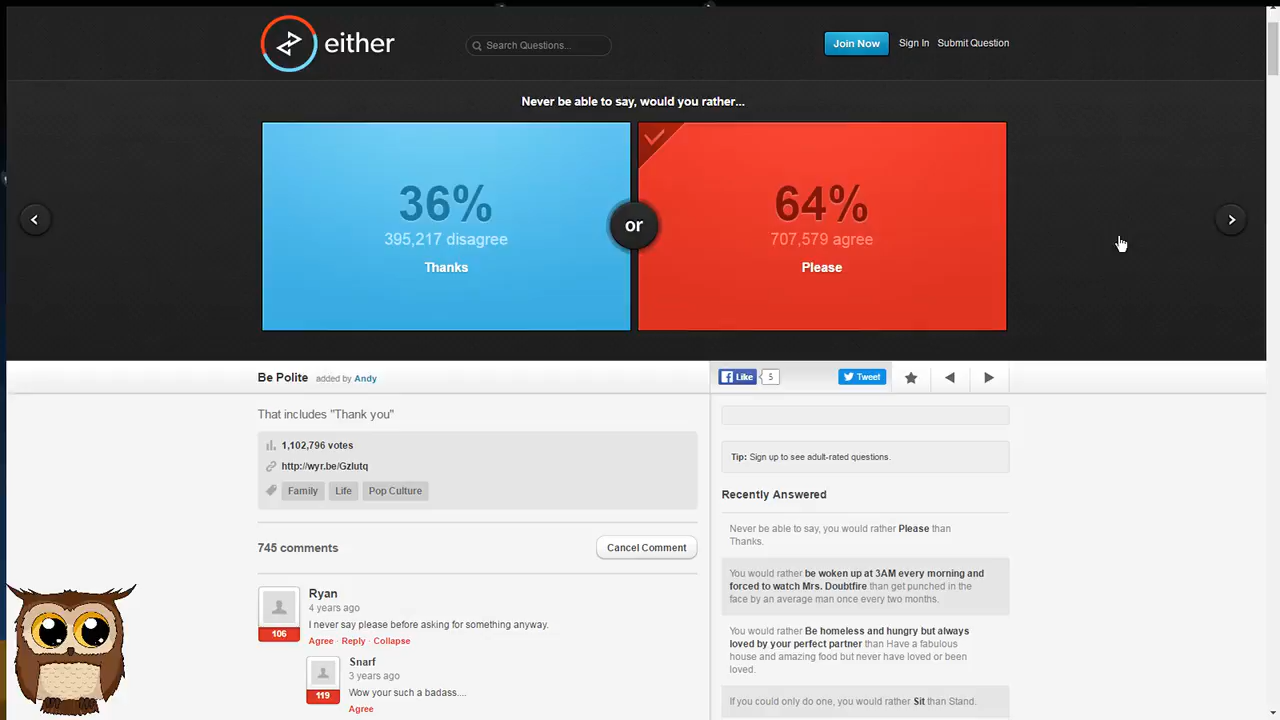 either
Search Questions...
Join Now
Sign In
Submit Question
Never be able to say, would you rather...
36%
395,217 disagree
Thanks
or
64%
707,579 agree
Please
Be Polite added by Andy
Like 5
Tweet
That includes "Thank you"
1,102,796 votes
http://wyr.be/GzIutq
Family Life Pop Culture
745 comments
Cancel Comment
Ryan
4 years ago
106
I never say please before asking for something anyway.
Agree · Reply · Collapse
Snarf
3 years ago
119
Wow your such a badass....
Agree
Tip: Sign up to see adult-rated questions.
Recently Answered
Never be able to say, you would rather Please than
Thanks.
You would rather be woken up at 3AM every morning and
forced to watch Mrs. Doubtfire than get punched in the
face by an average man once every two months.
You would rather Be homeless and hungry but always
loved by your perfect partner than Have a fabulous
house and amazing food but never have loved or been
loved.
If you could only do one, you would rather Sit than Stand.